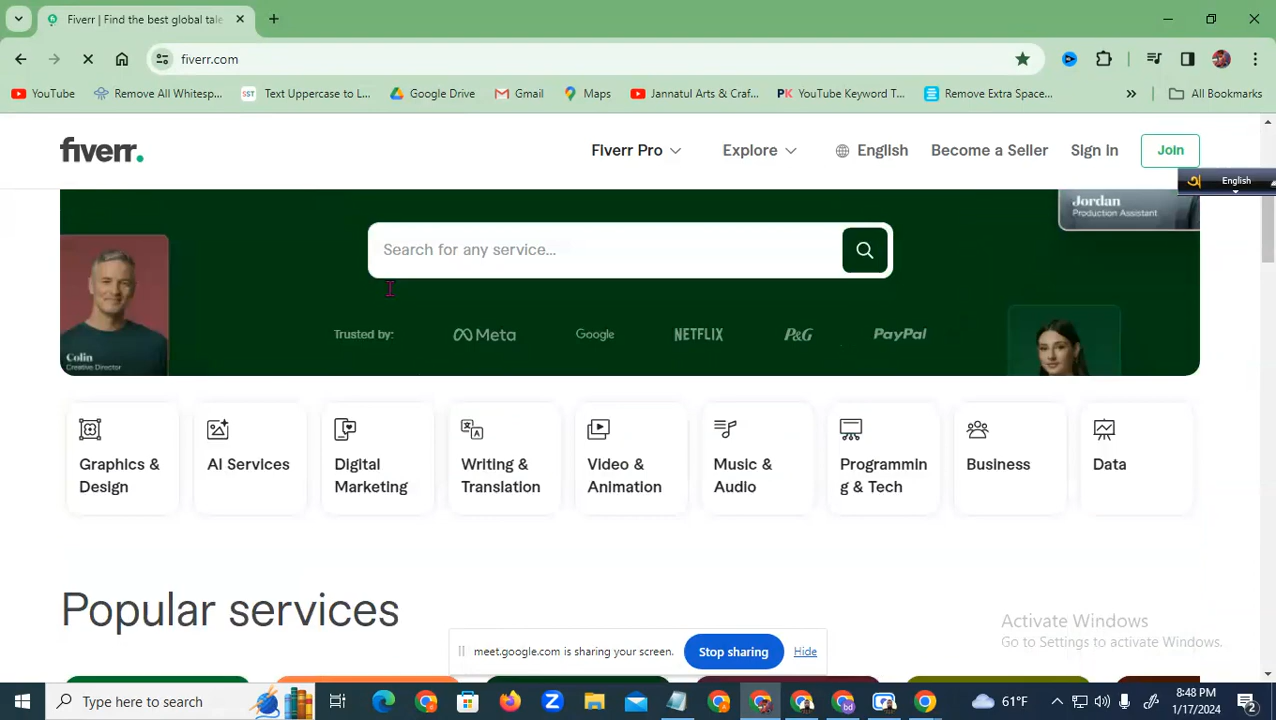 Fiverr | Find the best global tale
fiverr.com
YouTube
Remove All Whitesp...
SST Text Uppercase to L...
Google Drive
Gmail
Maps
Jannatul Arts & Craf...
PK YouBube Keyword T...
Remove Extra Space...
»
All Bookmarks
fiverr.
Fiverr Pro
Explore
English
Become a Seller
Sign In
Join
অ English
Jordan
Production Assistant
Search for any service...
Trusted by:
Meta
Google
NETFLIX
P&G
PayPal
Colin
Creative Director
Graphics &
Design
AI Services
Digital
Marketing
Writing &
Translation
Video &
Animation
Music &
Audio
Programmin
g & Tech
Business
Data
Popular services
Activate Windows
Go to Settings to activate Windows.
meet.google.com is sharing your screen.
Stop sharing
Hide
Type here to search
61°F
8:48 PM
1/17/2024
2